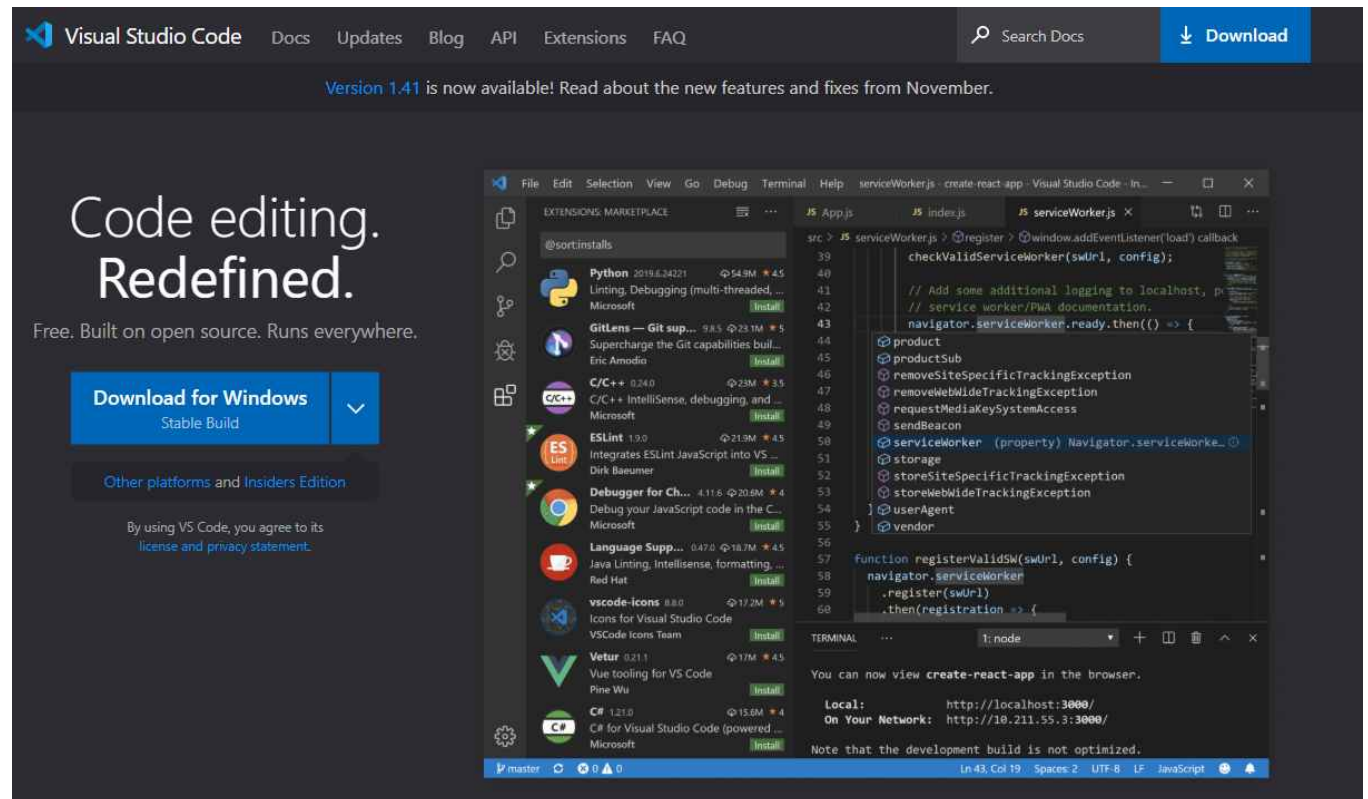 Visual Studio Code Docs Updates Blog API Extensions FAQ Search Docs Download
Version 1.41 is now available! Read about the new features and fixes from November.
Code editing.
Redefined.
Free. Built on open source. Runs everywhere.
Download for Windows
Stable Build
Other platforms and Insiders Edition
By using VS Code, you agree to its
license and privacy statement.
File Edit Selection View Go Debug Terminal Help serviceWorker.js - create-react-app - Visual Studio Code - In...
EXTENSIONS: MARKETPLACE
@sort:installs
Python 2019.6.24221 54.9M 4.5
Linting, Debugging (multi-threaded, ...
Microsoft Install
GitLens — Git sup... 9.8.5 23.1M 5
Supercharge the Git capabilities buil...
Eric Amodio Install
C/C++ 0.24.0 23M 3.5
C/C++ IntelliSense, debugging, and ...
Microsoft Install
ESLint 1.9.0 21.9M 4.5
Integrates ESLint JavaScript into VS ...
Dirk Baeumer Install
Debugger for Ch... 4.11.6 20.6M 4
Debug your JavaScript code in the C...
Microsoft Install
Language Supp... 0.47.0 18.7M 4.5
Java Linting, Intellisense, formatting, ...
Red Hat Install
vscode-icons 8.8.0 17.2M 5
Icons for Visual Studio Code
VSCode Icons Team Install
Vetur 0.21.1 17M 4.5
Vue tooling for VS Code
Pine Wu Install
C# 1.21.0 15.6M 4
C# for Visual Studio Code (powered ...
Microsoft Install
JS App.js JS index.js JS serviceWorker.js
src > JS serviceWorker.js > register > window.addEventListener('load') callback
39 checkValidServiceWorker(swUrl, config);
40
41 // Add some additional logging to localhost, p
42 // service worker/PWA documentation.
43 navigator.serviceWorker.ready.then(() => {
44 product
45 productSub
46 removeSiteSpecificTrackingException
47 removeWebWideTrackingException
48 requestMediaKeySystemAccess
49 sendBeacon
50 serviceWorker (property) Navigator.serviceWorke...
51 storage
52 storeSiteSpecificTrackingException
53 storeWebWideTrackingException
54 } userAgent
55 } vendor
56
57 function registerValidSW(swUrl, config) {
58 navigator.serviceWorker
59 .register(swUrl)
60 .then(registration => {
TERMINAL ... 1: node
You can now view create-react-app in the browser.
Local: http://localhost:3000/
On Your Network: http://10.211.55.3:3000/
Note that the development build is not optimized.
master 0 0 Ln 43, Col 19 Spaces: 2 UTF-8 LF JavaScript